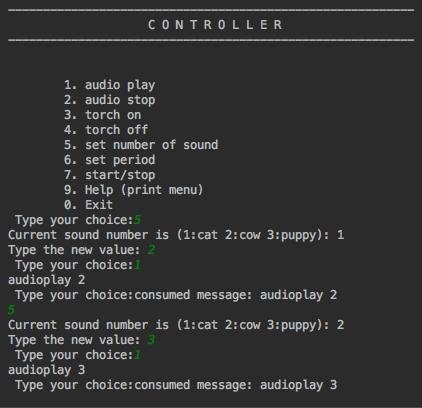 C O N T R O L L E R
1. audio play
2. audio stop
3. torch on
4. torch off
5. set number of sound
6. set period
7. start/stop
9. Help (print menu)
0. Exit
Type your choice:5
Current sound number is (1:cat 2:cow 3:puppy): 1
Type the new value: 2
Type your choice:1
audioplay 2
Type your choice:consumed message: audioplay 2
5
Current sound number is (1:cat 2:cow 3:puppy): 2
Type the new value: 3
Type your choice:1
audioplay 3
Type your choice:consumed message: audioplay 3